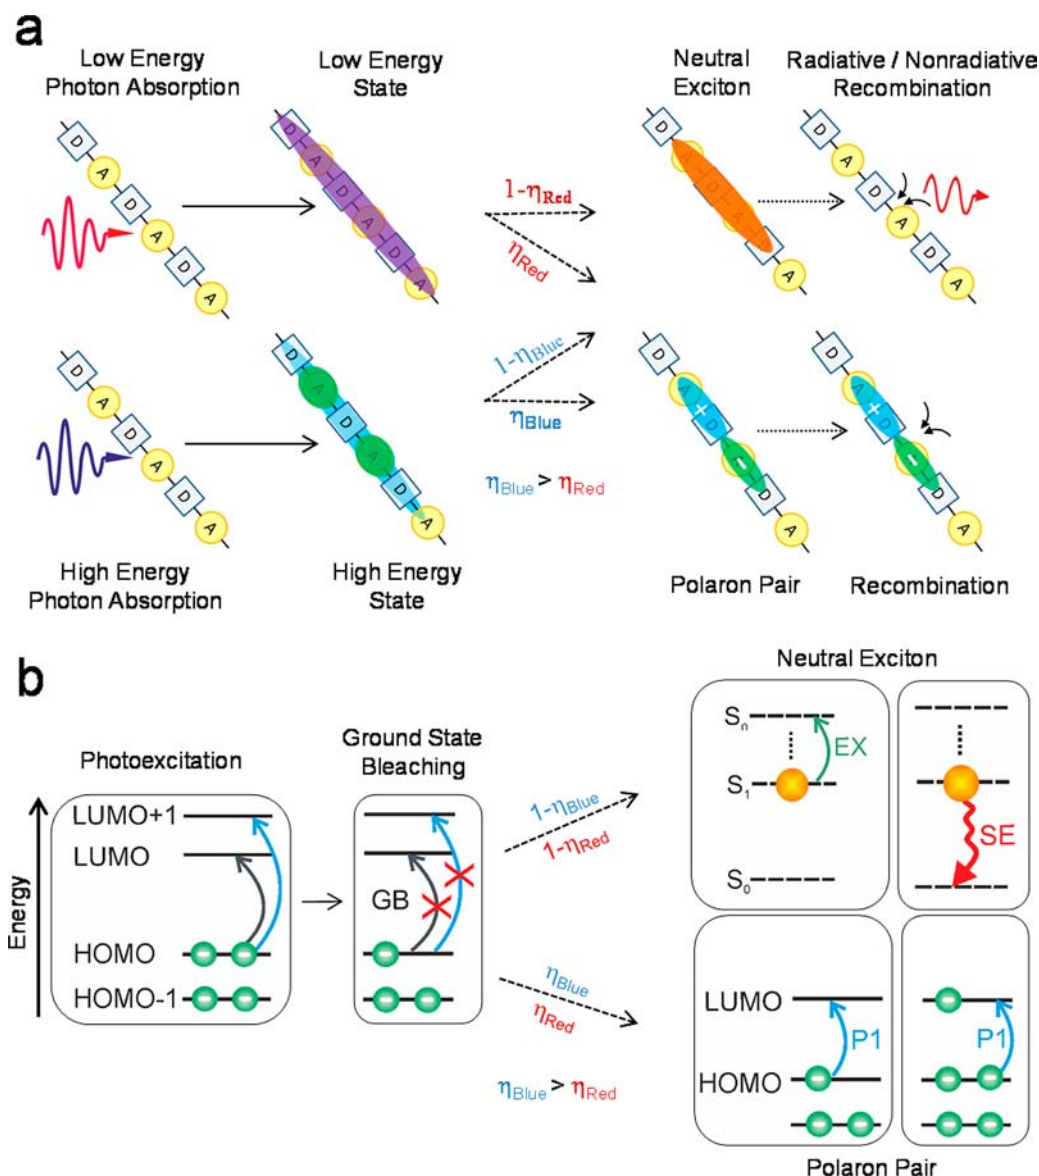 a
Low Energy
Photon Absorption
Low Energy
State
Neutral
Exciton
Radiative / Nonradiative
Recombination
D
A
D
A
D
A
D
A
D
A
D
A
D
A
D
A
D
A
D
A
D
A
1-ηRed
ηRed
1-ηBlue
ηBlue
ηBlue > ηRed
D
A
D
A
D
A
D
A
D
A
D
A
D
A
+
D
A
-
D
A
D
A
+
D
A
-
D
A
High Energy
Photon Absorption
High Energy
State
Polaron Pair
Recombination
b
Neutral Exciton
Photoexcitation
Ground State
Bleaching
Energy
LUMO+1
LUMO
HOMO
HOMO-1
GB
1-ηBlue
1-ηRed
ηBlue
ηRed
ηBlue > ηRed
Sn
S1
S0
EX
SE
LUMO
HOMO
P1
P1
Polaron Pair